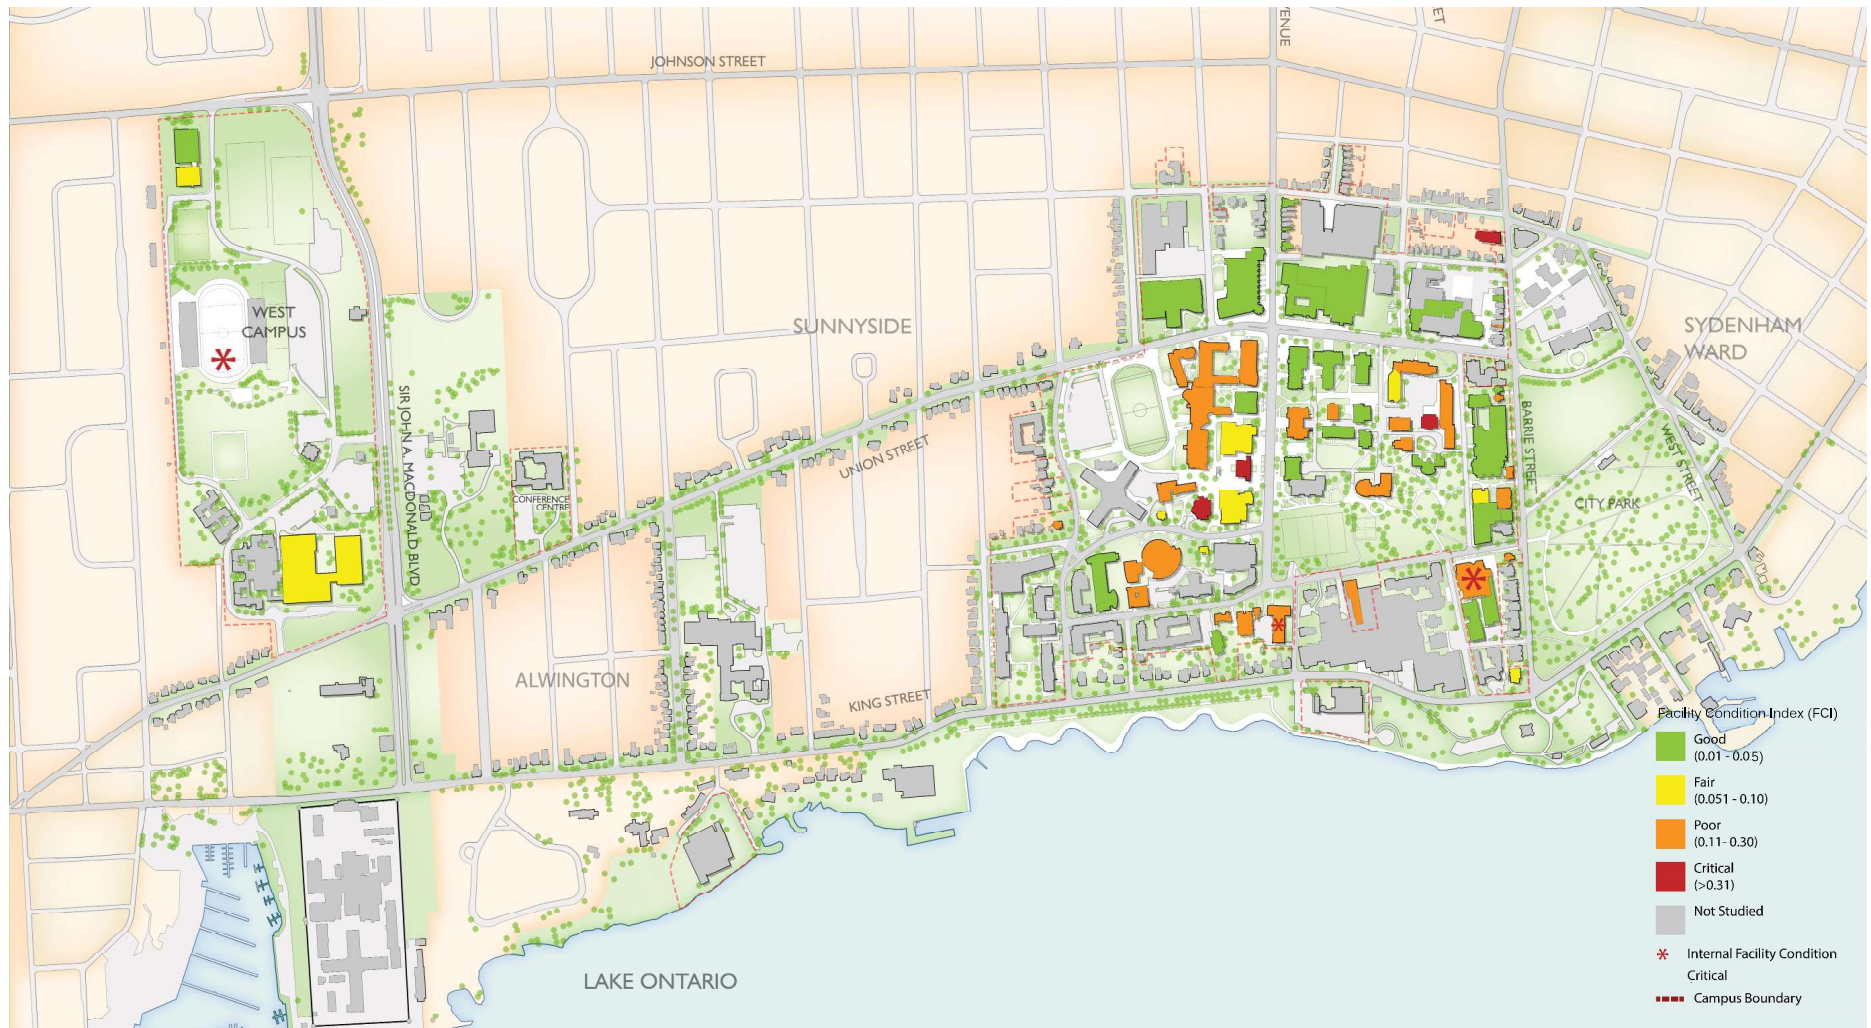 VENUE
ET
JOHNSON STREET
WEST
CAMPUS
SUNNYSIDE
SYDENHAM
WARD
SIR JOHN A. MACDONALD BLVD
BARRIE STREET
WEST STREET
UNION STREET
CONFERENCE
CENTRE
CITY PARK
ALWINGTON
KING STREET
Facility Condition Index (FCI)
Good
(0.01 - 0.05)
Fair
(0.051 - 0.10)
Poor
(0.11- 0.30)
Critical
(>0.31)
Not Studied
Internal Facility Condition
Critical
Campus Boundary
LAKE ONTARIO